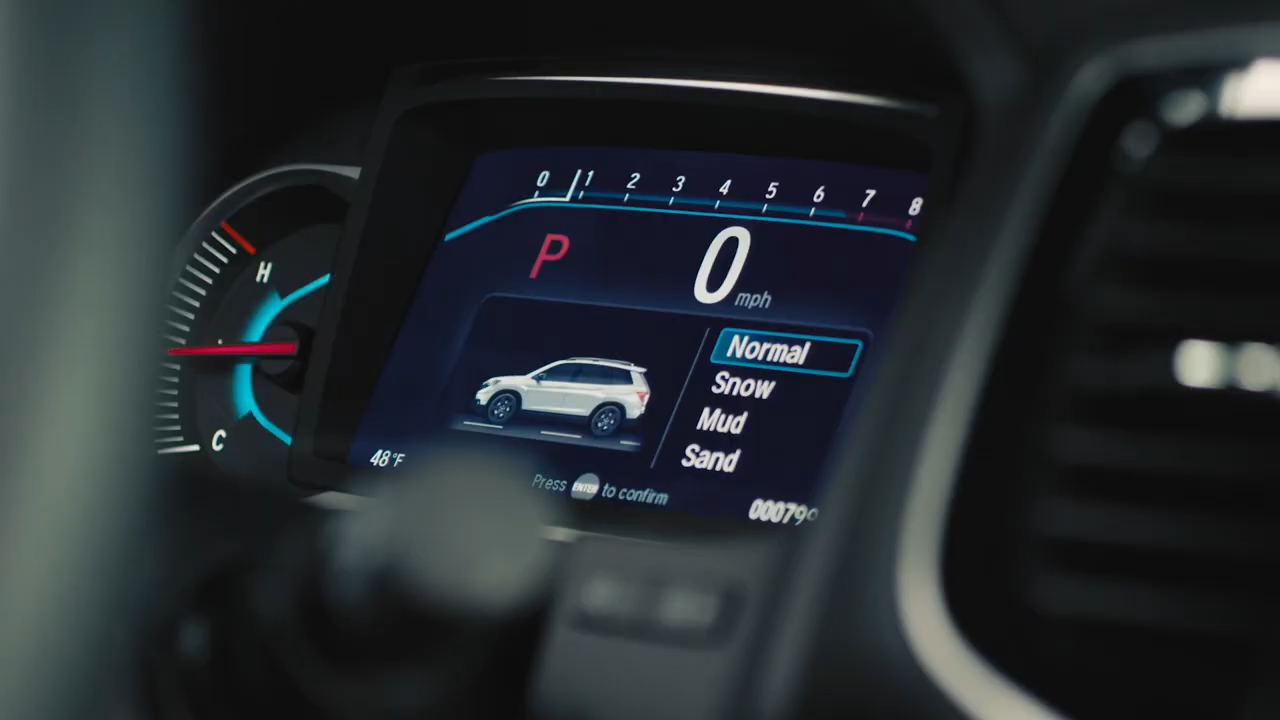 0 1 2 3 4 5 6 7 8
P 0 mph
H
C
Normal
Snow
Mud
Sand
48°F
Press ENTER to confirm
000799